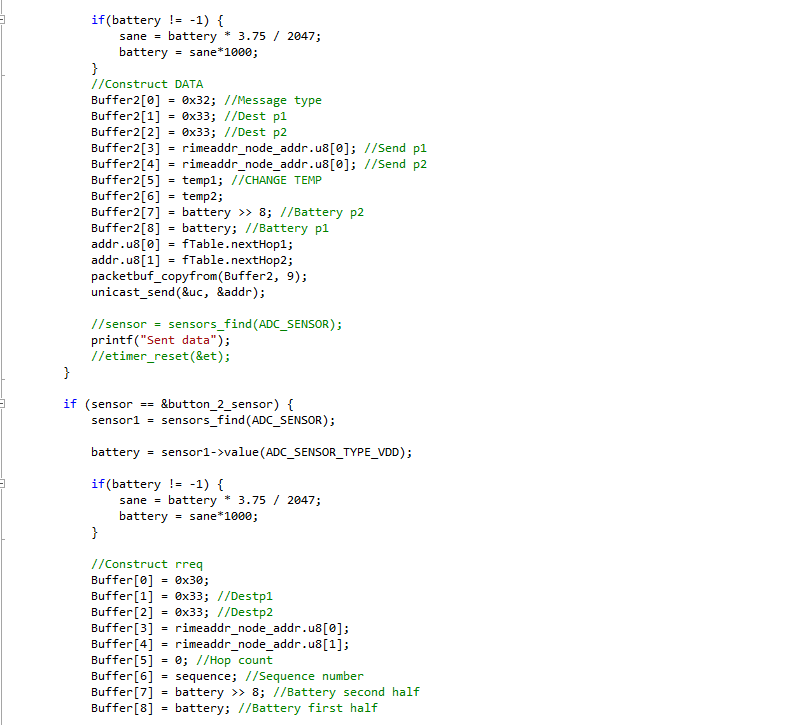 if(battery != -1) {
sane = battery * 3.75 / 2047;
battery = sane*1000;
}
//Construct DATA
Buffer2[0] = 0x32; //Message type
Buffer2[1] = 0x33; //Dest p1
Buffer2[2] = 0x33; //Dest p2
Buffer2[3] = rimeaddr_node_addr.u8[0]; //Send p1
Buffer2[4] = rimeaddr_node_addr.u8[0]; //Send p2
Buffer2[5] = temp1; //CHANGE TEMP
Buffer2[6] = temp2;
Buffer2[7] = battery >> 8; //Battery p2
Buffer2[8] = battery; //Battery p1
addr.u8[0] = fTable.nextHop1;
addr.u8[1] = fTable.nextHop2;
packetbuf_copyfrom(Buffer2, 9);
unicast_send(&uc, &addr);
//sensor = sensors_find(ADC_SENSOR);
printf("Sent data");
//etimer_reset(&et);
}
if (sensor == &button_2_sensor) {
sensor1 = sensors_find(ADC_SENSOR);
battery = sensor1->value(ADC_SENSOR_TYPE_VDD);
if(battery != -1) {
sane = battery * 3.75 / 2047;
battery = sane*1000;
}
//Construct rreq
Buffer[0] = 0x30;
Buffer[1] = 0x33; //Destp1
Buffer[2] = 0x33; //Destp2
Buffer[3] = rimeaddr_node_addr.u8[0];
Buffer[4] = rimeaddr_node_addr.u8[1];
Buffer[5] = 0; //Hop count
Buffer[6] = sequence; //Sequence number
Buffer[7] = battery >> 8; //Battery second half
Buffer[8] = battery; //Battery first half